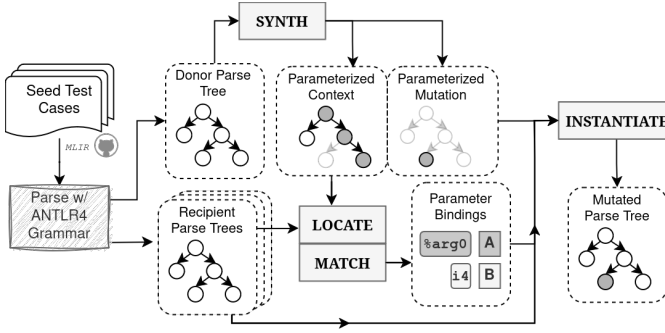 SYNTH
Seed Test
Cases
MLIR
Parse w/
ANTLR4
Grammar
Donor Parse
Tree
Parameterized
Context
Parameterized
Mutation
Recipient
Parse Trees
LOCATE
MATCH
Parameter
Bindings
%arg0 A
i4 B
INSTANTIATE
Mutated
Parse Tree